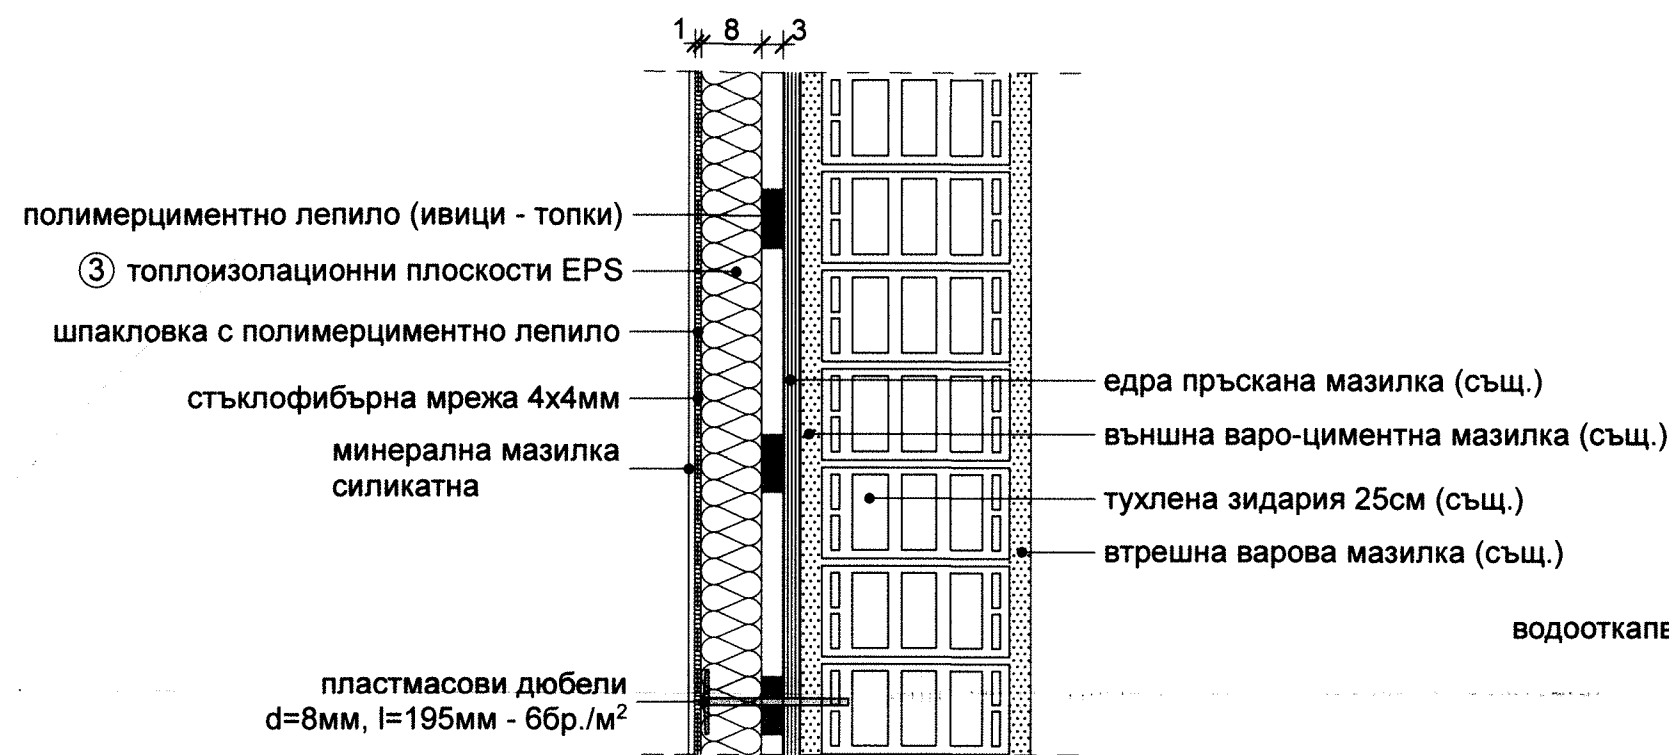 1 8 3
полимерциментно лепило (ивици - топки)
③ топлоизолационни плоскости EPS
шпакловка с полимерциментно лепило
стъклофибърна мрежа 4x4мм
минерална мазилка
силикатна
пластмасови дюбели
d=8мм, l=195мм - 6бр./м²
едра пръскана мазилка (същ.)
външна варо-циментна мазилка (същ.)
тухлена зидария 25см (същ.)
втрешна варова мазилка (същ.)